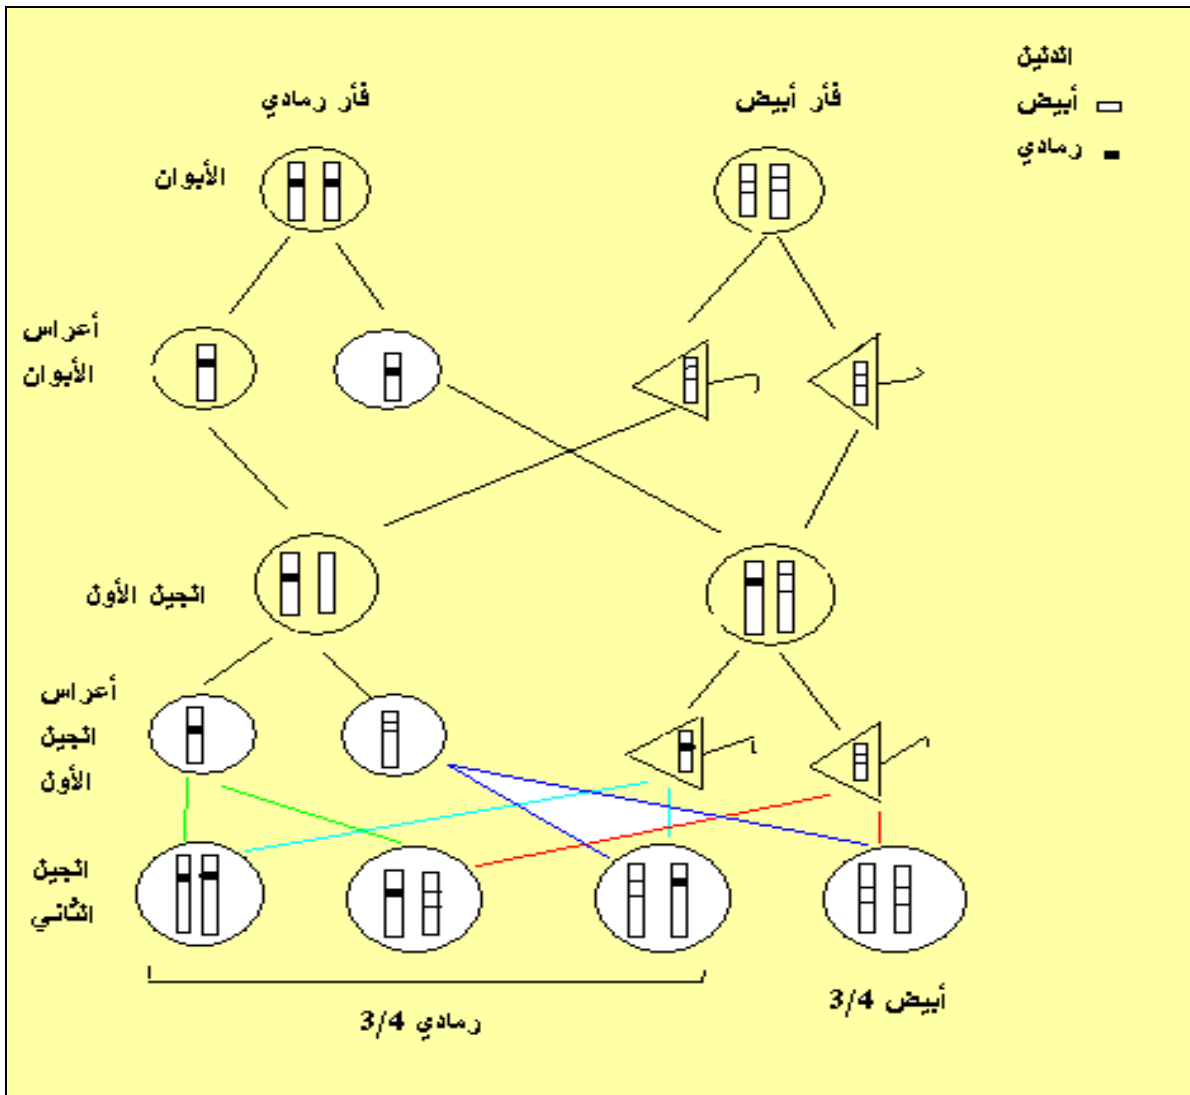 الدليل
أبيض
رمادي
فأر رمادي
فأر أبيض
الأبوان
أعراس
الأبوان
الجيل الأول
أعراس
الجيل
الأول
الجيل
الثاني
رمادي 3/4
أبيض 3/4